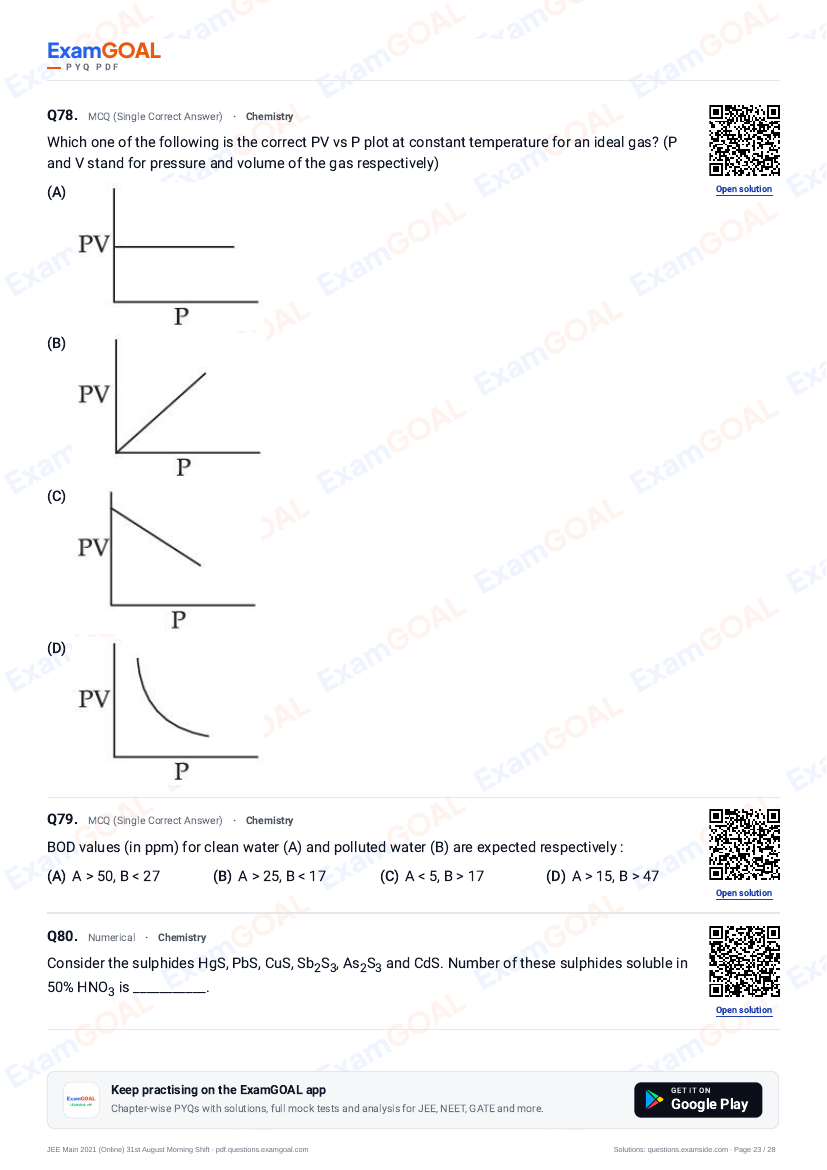 ExamGOAL
PYQ PDF
Q78. MCQ (Single Correct Answer) · Chemistry
Which one of the following is the correct PV vs P plot at constant temperature for an ideal gas? (P
and V stand for pressure and volume of the gas respectively)
Open solution
(A)
PV
P
(B)
PV
P
(C)
PV
P
(D)
PV
P
Q79. MCQ (Single Correct Answer) · Chemistry
BOD values (in ppm) for clean water (A) and polluted water (B) are expected respectively :
(A) A > 50, B < 27 (B) A > 25, B < 17 (C) A < 5, B > 17 (D) A > 15, B > 47
Open solution
Q80. Numerical · Chemistry
Consider the sulphides HgS, PbS, CuS, Sb2S3, As2S3 and CdS. Number of these sulphides soluble in
50% HNO3 is __________.
Open solution
ExamGOAL
Keep practising on the ExamGOAL app
Chapter-wise PYQs with solutions, full mock tests and analysis for JEE, NEET, GATE and more.
GET IT ON
Google Play
JEE Main 2021 (Online) 31st August Morning Shift · pdf.questions.examgoal.com
Solutions: questions.examside.com · Page 23 / 28